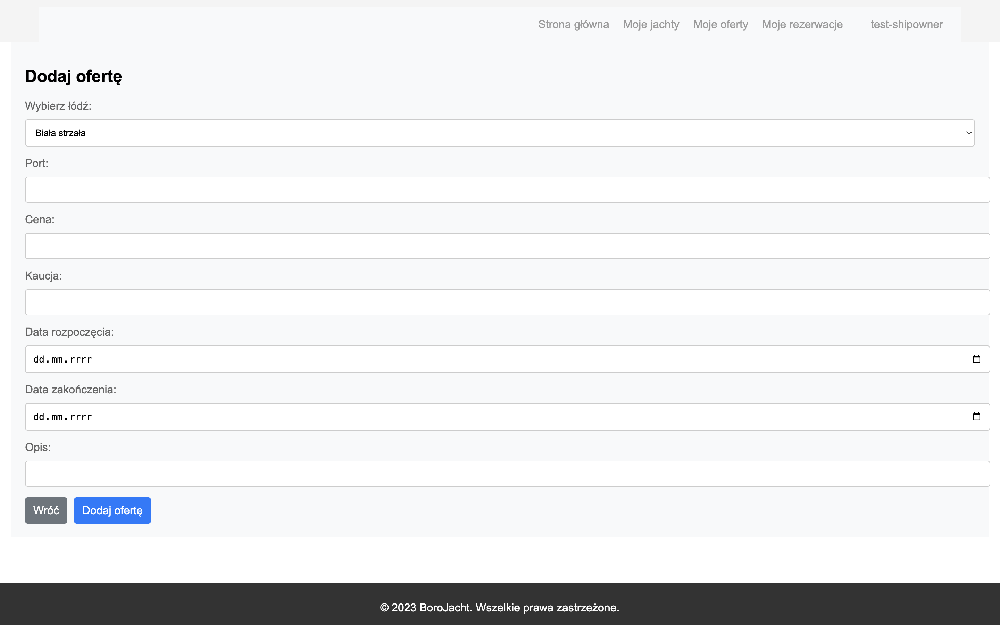 Strona główna Moje jachty Moje oferty Moje rezerwacje test-shipowner
Dodaj ofertę
Wybierz łódź:
Biała strzała
Port:
Cena:
Kaucja:
Data rozpoczęcia:
dd.mm.rrrr
Data zakończenia:
dd.mm.rrrr
Opis:
Wróć Dodaj ofertę
© 2023 BoroJacht. Wszelkie prawa zastrzeżone.